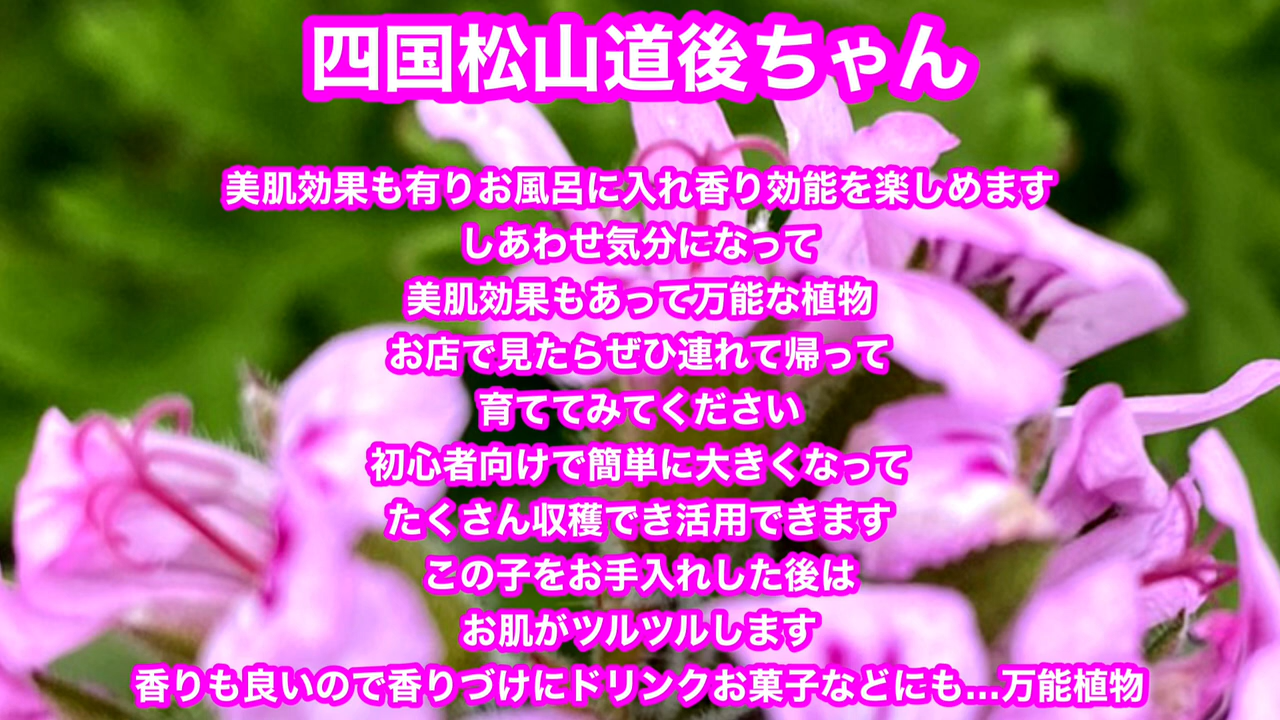 四国松山道後ちゃん
美肌効果も有りお風呂に入れ香り効能を楽しめます
しあわせ気分になって
美肌効果もあって万能な植物
お店で見たらぜひ連れて帰って
育ててみてください
初心者向けで簡単に大きくなって
たくさん収穫でき活用できます
この子をお手入れした後は
お肌がツルツルします
香りも良いので香りづけにドリンクお菓子などにも...万能植物